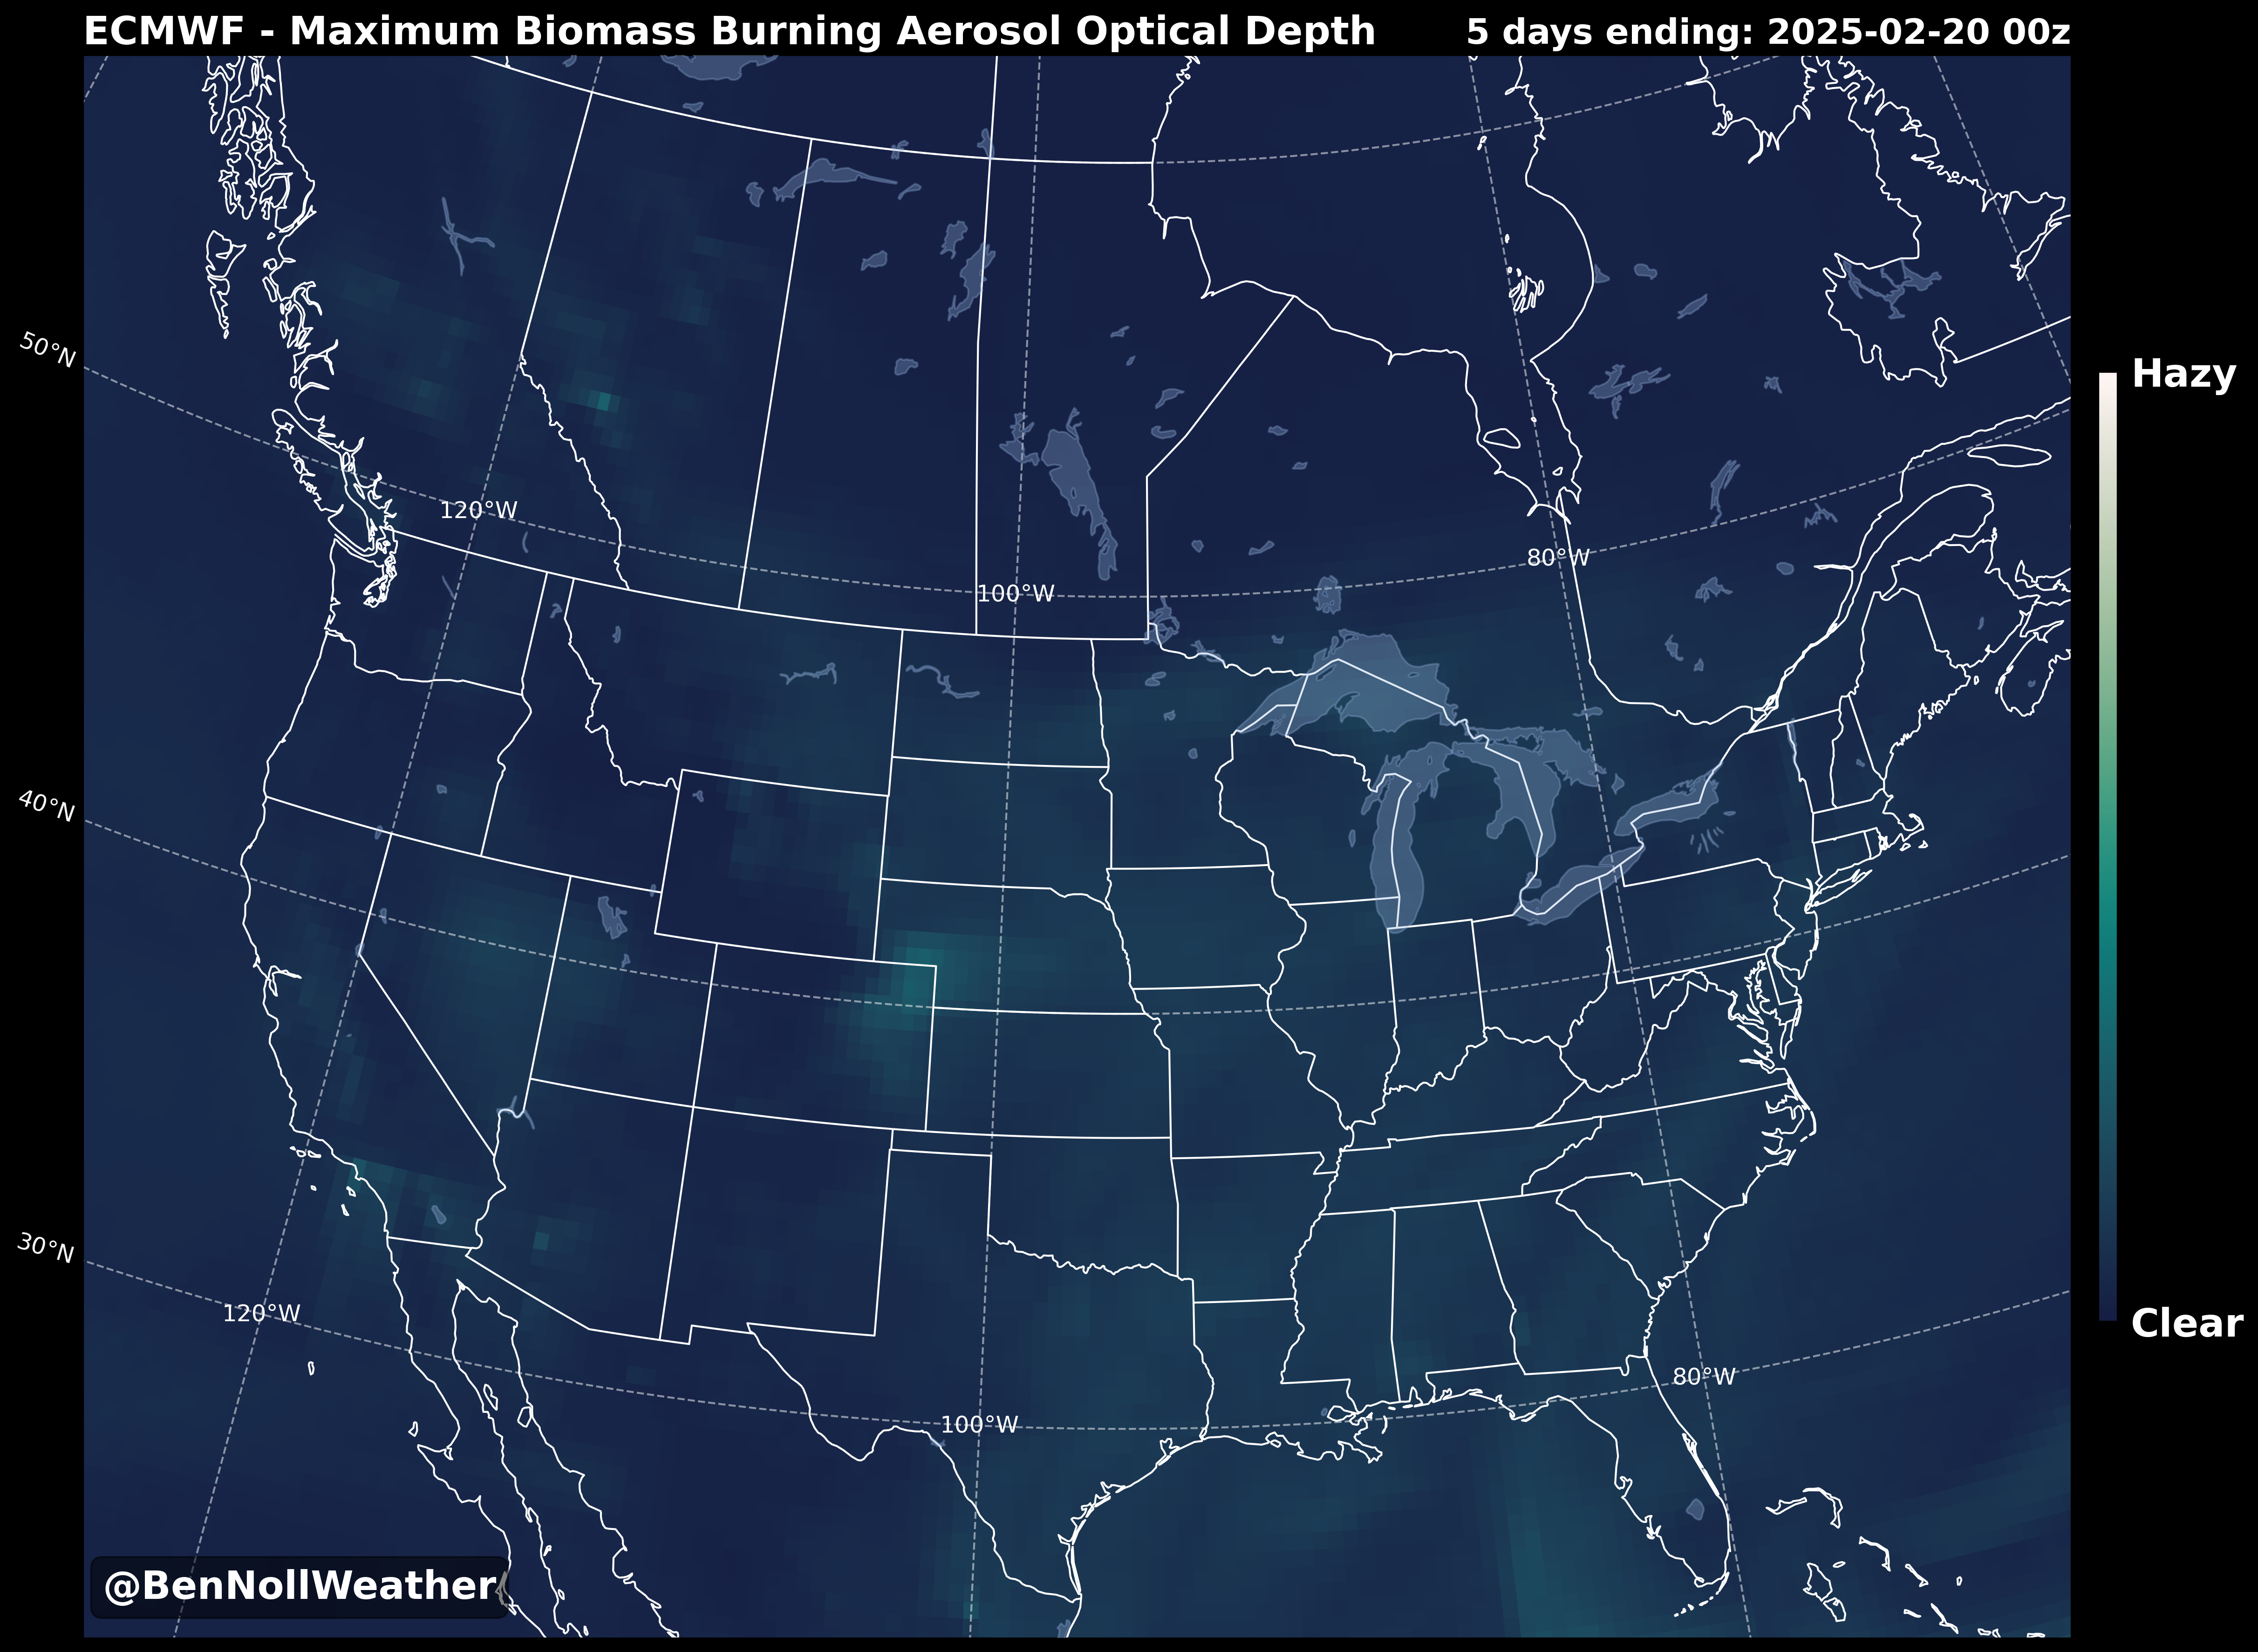 ECMWF - Maximum Biomass Burning Aerosol Optical Depth
5 days ending: 2025-02-20 00z
50°N
Hazy
120°W
80°W
100°W
40°N
30°N
120°W
Clear
80°W
100°W
@BenNollWeather